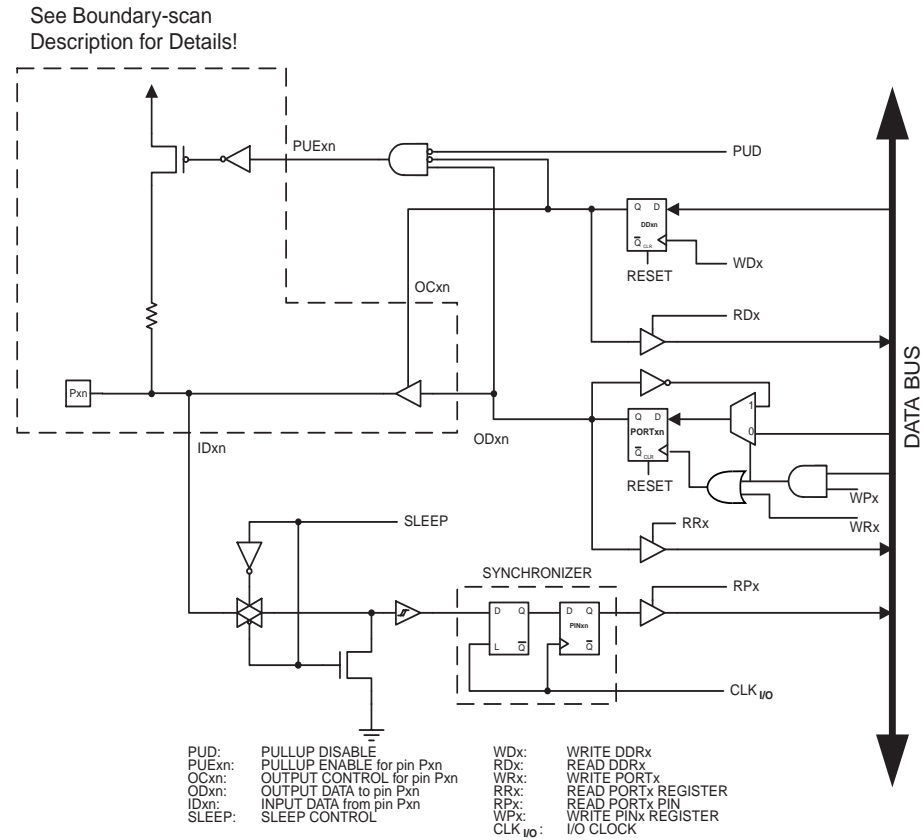 See Boundary-scan
Description for Details!
PUExn
PUD
Q D
DDxn
Q CLR
RESET
WDx
OCxn
RDx
Pxn
ODxn
IDxn
1
0
Q D
PORTxn
Q CLR
RESET
WPx
WRx
RRx
SLEEP
SYNCHRONIZER
RPx
D Q
L Q
D Q
PINxn
Q
CLK I/O
DATA BUS
PUD: PULLUP DISABLE
PUExn: PULLUP ENABLE for pin Pxn
OCxn: OUTPUT CONTROL for pin Pxn
ODxn: OUTPUT DATA to pin Pxn
IDxn: INPUT DATA from pin Pxn
SLEEP: SLEEP CONTROL
WDx: WRITE DDRx
RDx: READ DDRx
WRx: WRITE PORTx
RRx: READ PORTx REGISTER
RPx: READ PORTx PIN
WPx: WRITE PINx REGISTER
CLK I/O: I/O CLOCK